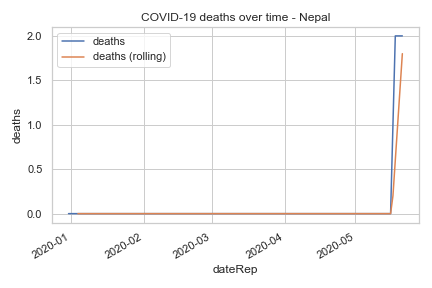 COVID-19 deaths over time - Nepal
deaths
deaths (rolling)
2.0
1.5
1.0
0.5
0.0
deaths
2020-01
2020-02
2020-03
2020-04
2020-05
dateRep